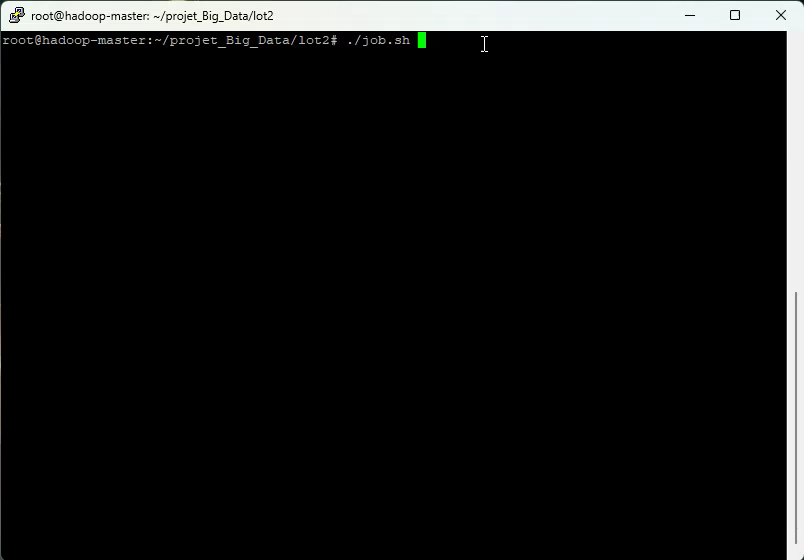 root@hadoop-master: ~/projet_Big_Data/lot2
root@hadoop-master:~/projet_Big_Data/lot2# ./job.sh